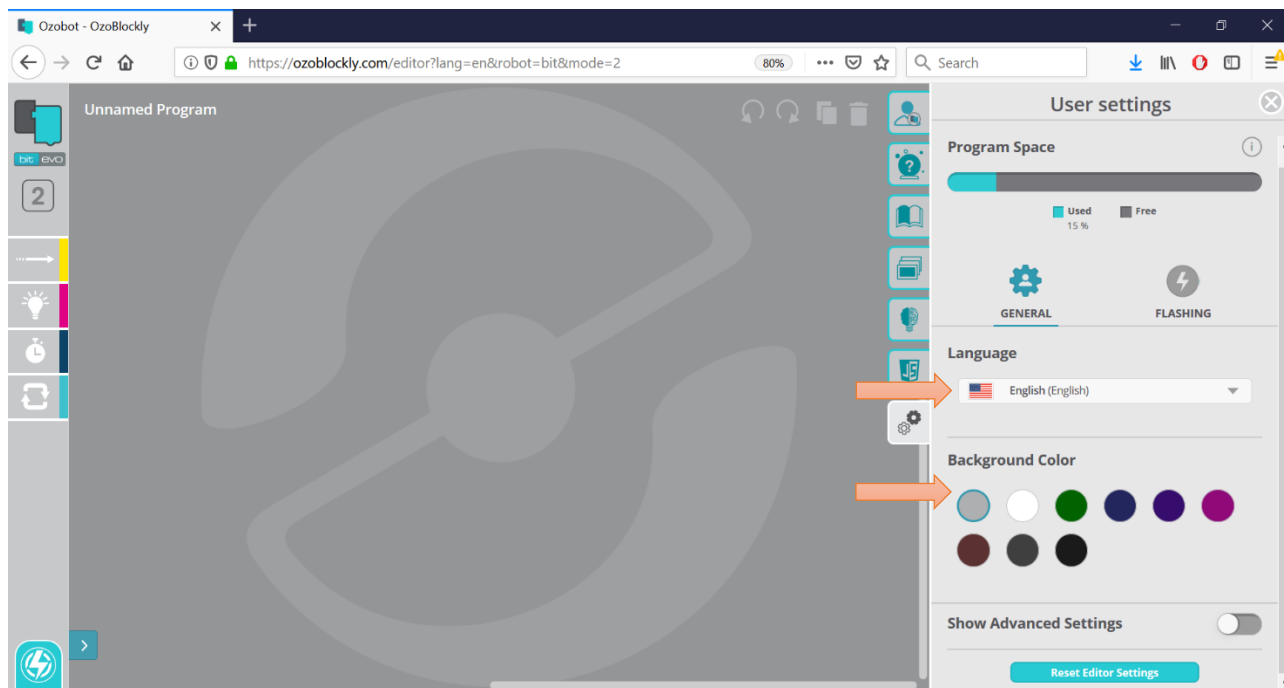 Ozobot - OzoBlockly
https://ozoblockly.com/editor?lang=en&robot=bit&mode=2
80%
Search
Unnamed Program
bit evo
2
?
JS
User settings
Program Space
i
Used
15 %
Free
GENERAL
FLASHING
Language
English (English)
Background Color
Show Advanced Settings
Reset Editor Settings